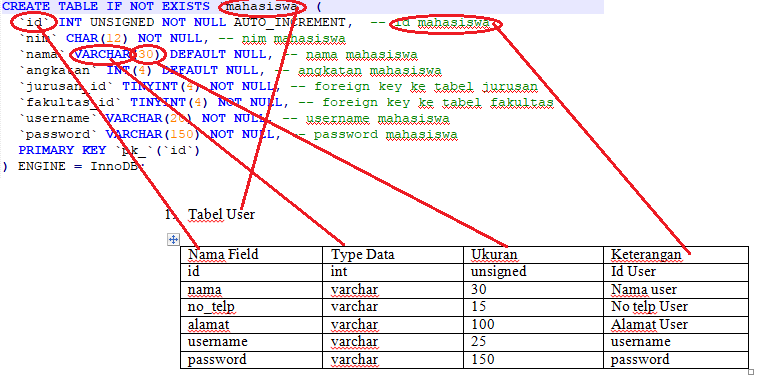 CREATE TABLE IF NOT EXISTS `mahasiswa` (
`id` INT UNSIGNED NOT NULL AUTO_INCREMENT, -- id mahasiswa
`nim` CHAR(12) NOT NULL, -- nim mahasiswa
`nama` VARCHAR(30) DEFAULT NULL, -- nama mahasiswa
`angkatan` INT(4) DEFAULT NULL, -- angkatan mahasiswa
`jurusan_id` TINYINT(4) NOT NULL, -- foreign key ke tabel jurusan
`fakultas_id` TINYINT(4) NOT NULL, -- foreign key ke tabel fakultas
`username` VARCHAR(20) NOT NULL, -- username mahasiswa
`password` VARCHAR(150) NOT NULL, -- password mahasiswa
PRIMARY KEY `pk_`(`id`)
) ENGINE = InnoDB;
1. Tabel User
Nama Field Type Data Ukuran Keterangan
id int unsigned Id User
nama varchar 30 Nama user
no_telp varchar 15 No telp User
alamat varchar 100 Alamat User
username varchar 25 username
password varchar 150 password